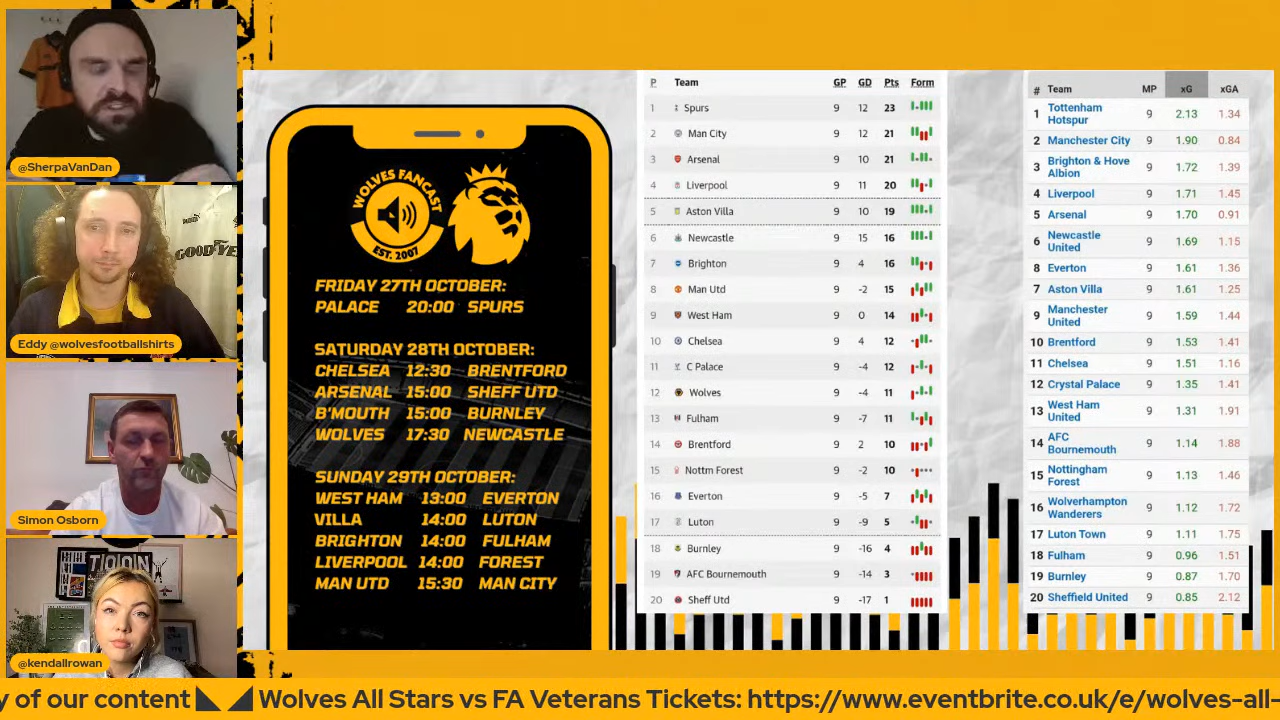 @SherpaVanDan
GOODYEAR
Eddy @wolvesfootballshirts
Simon Osborn
TOON
@kendallrowan
WOLVES FANCAST
EST. 2007
FRIDAY 27TH OCTOBER:
PALACE 20:00 SPURS
SATURDAY 28TH OCTOBER:
CHELSEA 12:30 BRENTFORD
ARSENAL 15:00 SHEFF UTD
B'MOUTH 15:00 BURNLEY
WOLVES 17:30 NEWCASTLE
SUNDAY 29TH OCTOBER:
WEST HAM 13:00 EVERTON
VILLA 14:00 LUTON
BRIGHTON 14:00 FULHAM
LIVERPOOL 14:00 FOREST
MAN UTD 15:30 MAN CITY
P Team GP GD Pts Form
1 Spurs 9 12 23
2 Man City 9 12 21
3 Arsenal 9 10 21
4 Liverpool 9 11 20
5 Aston Villa 9 10 19
6 Newcastle 9 15 16
7 Brighton 9 4 16
8 Man Utd 9 -2 15
9 West Ham 9 0 14
10 Chelsea 9 4 12
11 C Palace 9 -4 12
12 Wolves 9 -4 11
13 Fulham 9 -7 11
14 Brentford 9 2 10
15 Nottm Forest 9 -2 10
16 Everton 9 -5 7
17 Luton 9 -9 5
18 Burnley 9 -16 4
19 AFC Bournemouth 9 -14 3
20 Sheff Utd 9 -17 1
# Team MP xG xGA
1 Tottenham Hotspur 9 2.13 1.34
2 Manchester City 9 1.90 0.84
3 Brighton & Hove Albion 9 1.72 1.39
4 Liverpool 9 1.71 1.45
5 Arsenal 9 1.70 0.91
6 Newcastle United 9 1.69 1.15
8 Everton 9 1.61 1.36
7 Aston Villa 9 1.61 1.25
9 Manchester United 9 1.59 1.44
10 Brentford 9 1.53 1.41
11 Chelsea 9 1.51 1.16
12 Crystal Palace 9 1.35 1.41
13 West Ham United 9 1.31 1.91
14 AFC Bournemouth 9 1.14 1.88
15 Nottingham Forest 9 1.13 1.46
16 Wolverhampton Wanderers 9 1.12 1.72
17 Luton Town 9 1.11 1.75
18 Fulham 9 0.96 1.51
19 Burnley 9 0.87 1.70
20 Sheffield United 9 0.85 2.12
y of our content Wolves All Stars vs FA Veterans Tickets: https://www.eventbrite.co.uk/e/wolves-all-